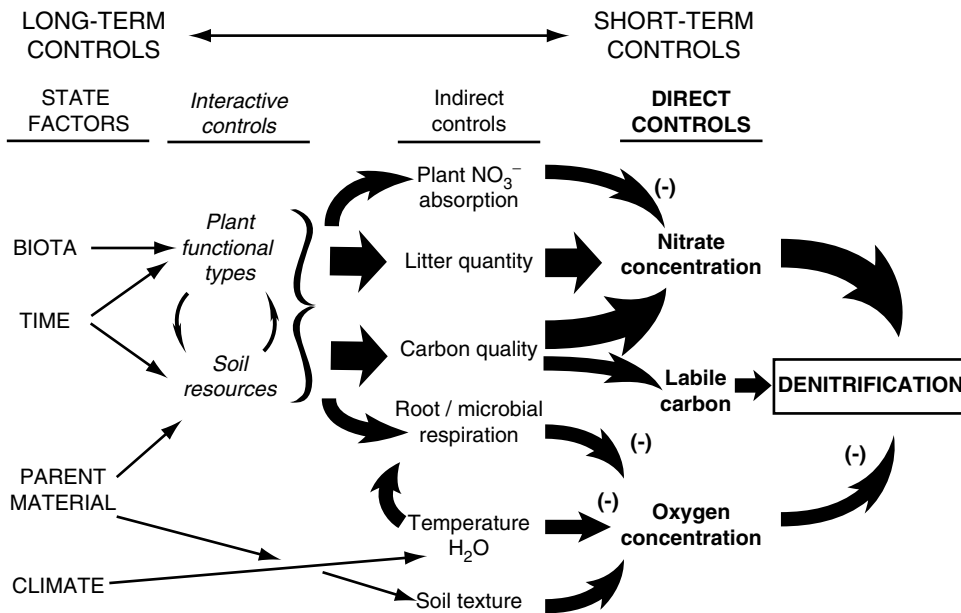 LONG-TERM
CONTROLS
SHORT-TERM
CONTROLS
STATE
FACTORS
Interactive
controls
Indirect
controls
DIRECT
CONTROLS
Plant NO₃⁻
absorption
(-)
BIOTA
Plant
functional
types
Litter quantity
Nitrate
concentration
TIME
Soil
resources
Carbon quality
Labile
carbon
DENITRIFICATION
Root / microbial
respiration
(-)
(-)
PARENT
MATERIAL
(-)
Temperature
H₂O
Oxygen
concentration
CLIMATE
Soil texture